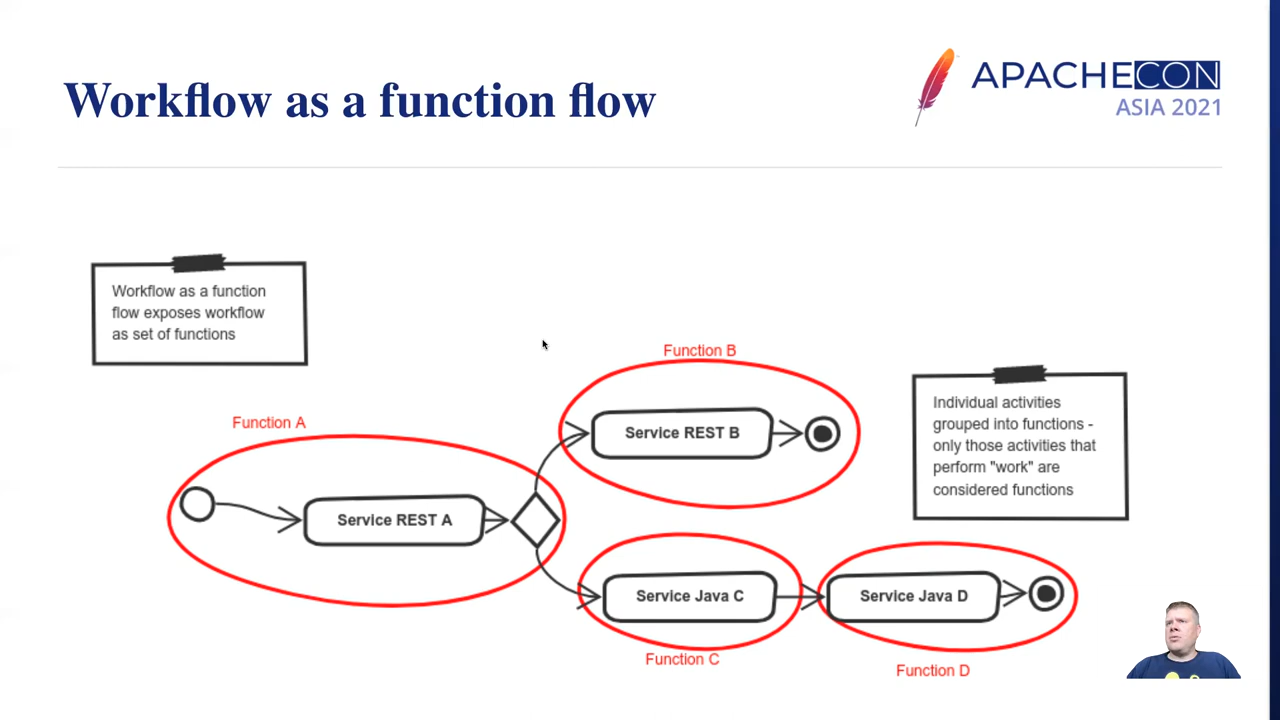 Workflow as a function flow
APACHECON
ASIA 2021
Workflow as a function
flow exposes workflow
as set of functions
Function B
Individual activities
grouped into functions -
only those activities that
perform "work" are
considered functions
Function A
Service REST B
Service REST A
Service Java C
Service Java D
Function C
Function D